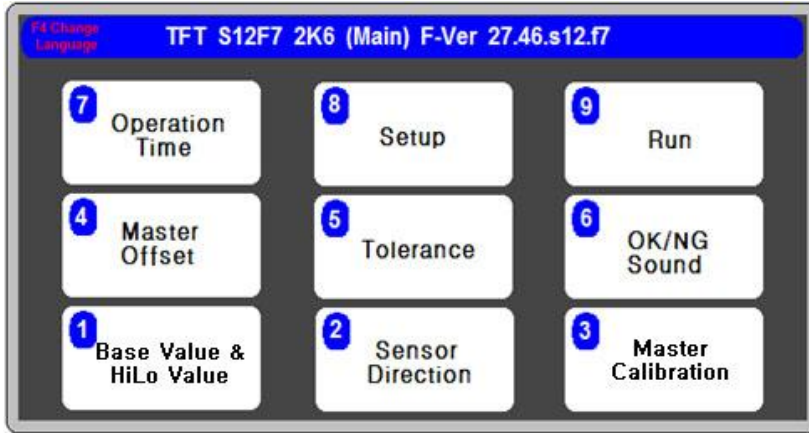 F4 Change
Language
TFT S12F7 2K6 (Main) F-Ver 27.46.s12.f7
7
Operation
Time
8
Setup
9
Run
4
Master
Offset
5
Tolerance
6
OK/NG
Sound
1
Base Value &
HiLo Value
2
Sensor
Direction
3
Master
Calibration